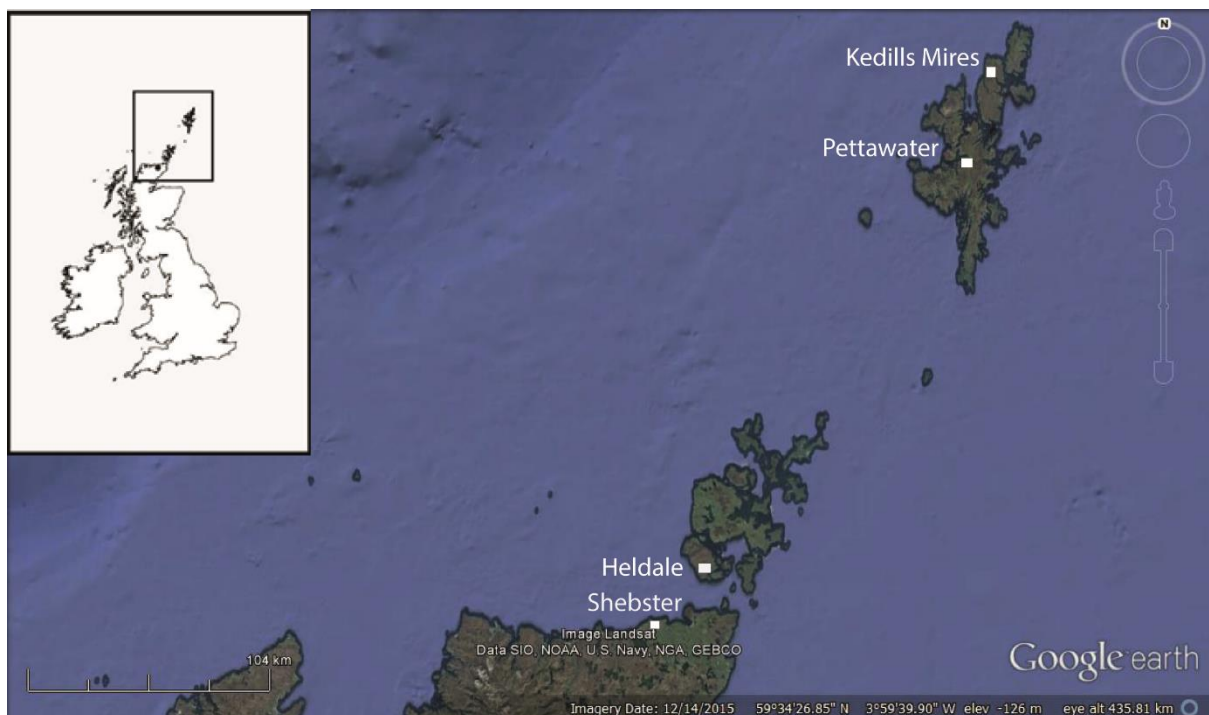 N
Kedills Mires
Pettawater
Heldale
Shebster
Image Landsat
Data SIO, NOAA, U.S. Navy, NGA, GEBCO
104 km
Google earth
Imagery Date: 12/14/2015 59°34'26.85" N 3°59'39.90" W elev -126 m eye alt 435.81 km